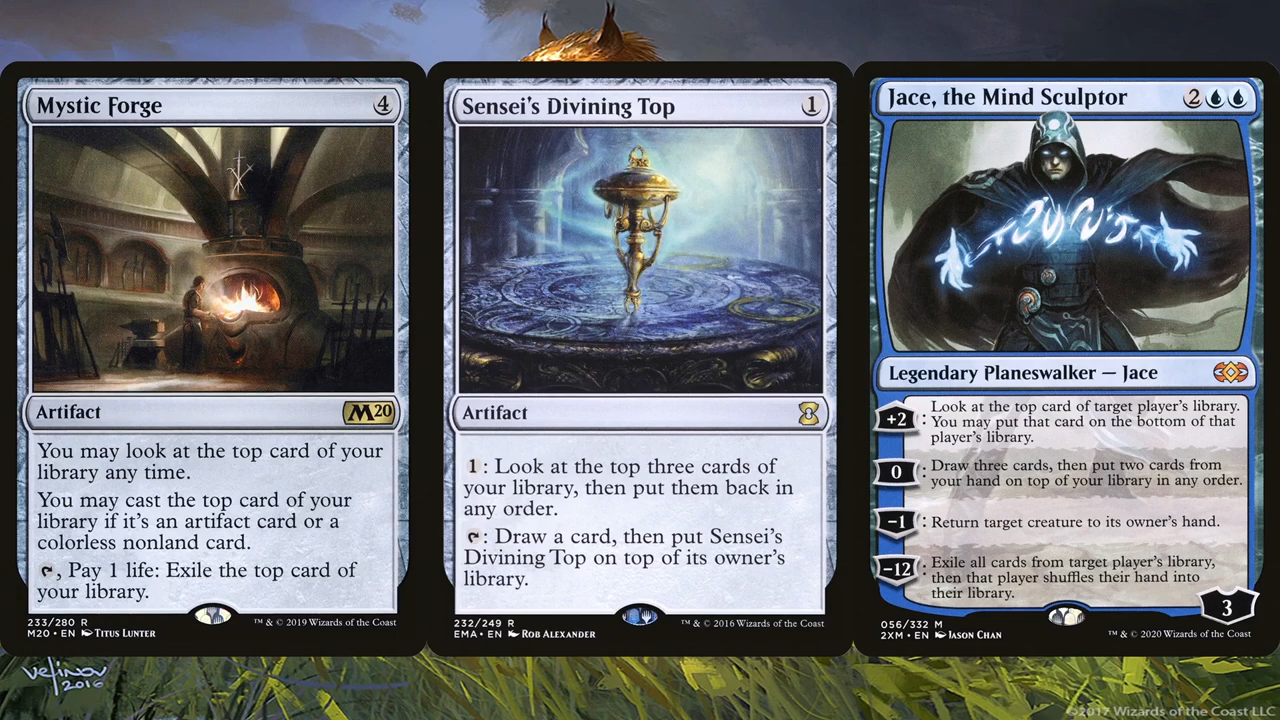 Mystic Forge 4
Artifact M20
You may look at the top card of your
library any time.
You may cast the top card of your
library if it's an artifact card or a
colorless nonland card.
, Pay 1 life: Exile the top card of
your library.
233/280 R
M20 • EN Titus Lunter
™ & © 2019 Wizards of the Coast
Sensei's Divining Top 1
Artifact
1: Look at the top three cards of
your library, then put them back in
any order.
: Draw a card, then put Sensei's
Divining Top on top of its owner's
library.
232/249 R
EMA • EN Rob Alexander
™ & © 2016 Wizards of the Coast
Jace, the Mind Sculptor 2
Legendary Planeswalker — Jace
+2: Look at the top card of target player's library.
You may put that card on the bottom of that
player's library.
0: Draw three cards, then put two cards from
your hand on top of your library in any order.
-1: Return target creature to its owner's hand.
-12: Exile all cards from target player's library,
then that player shuffles their hand into
their library.
3
056/332 M
2XM • EN Jason Chan
™ & © 2020 Wizards of the Coast
Velinov
2016
©2017 Wizards of the Coast LLC